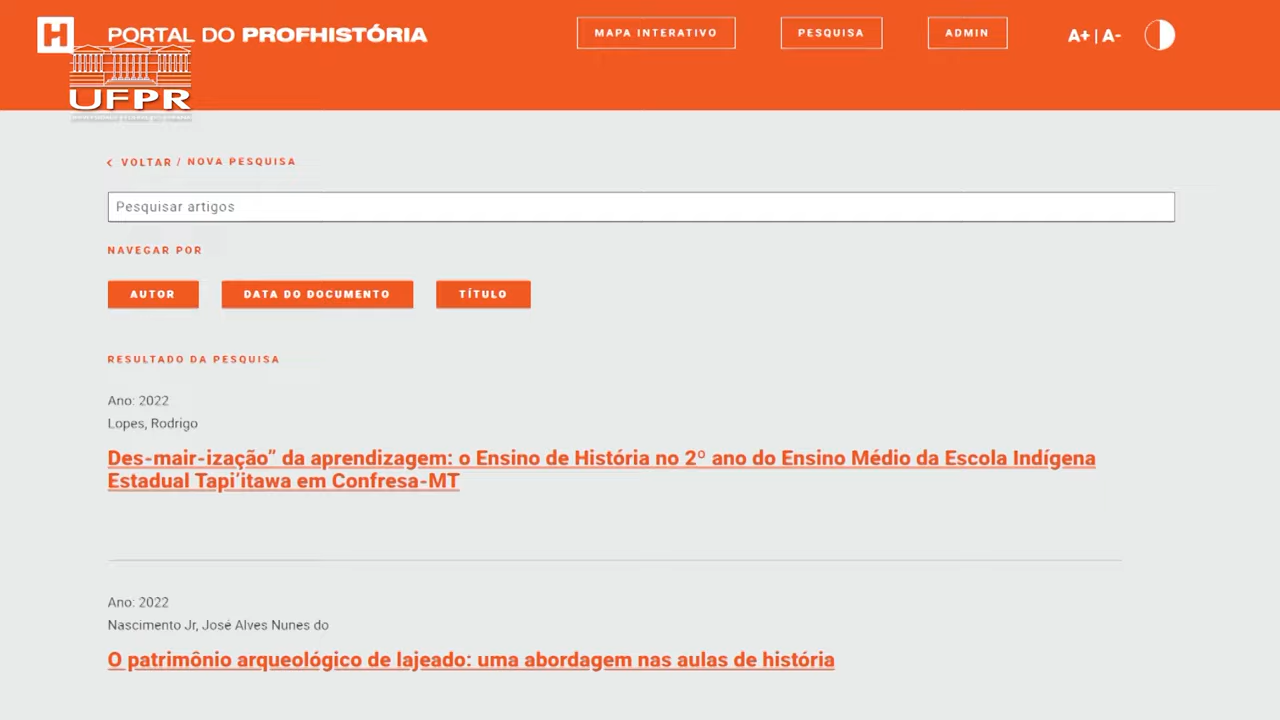 H PORTAL DO PROFHISTÓRIA
MAPA INTERATIVO
PESQUISA
ADMIN
A+ | A-
UFPR
< VOLTAR / NOVA PESQUISA
Pesquisar artigos
NAVEGAR POR
AUTOR
DATA DO DOCUMENTO
TÍTULO
RESULTADO DA PESQUISA
Ano: 2022
Lopes, Rodrigo
Des-mair-ização” da aprendizagem: o Ensino de História no 2º ano do Ensino Médio da Escola Indígena
Estadual Tapi’itawa em Confresa-MT
Ano: 2022
Nascimento Jr, José Alves Nunes do
O patrimônio arqueológico de lajeado: uma abordagem nas aulas de história